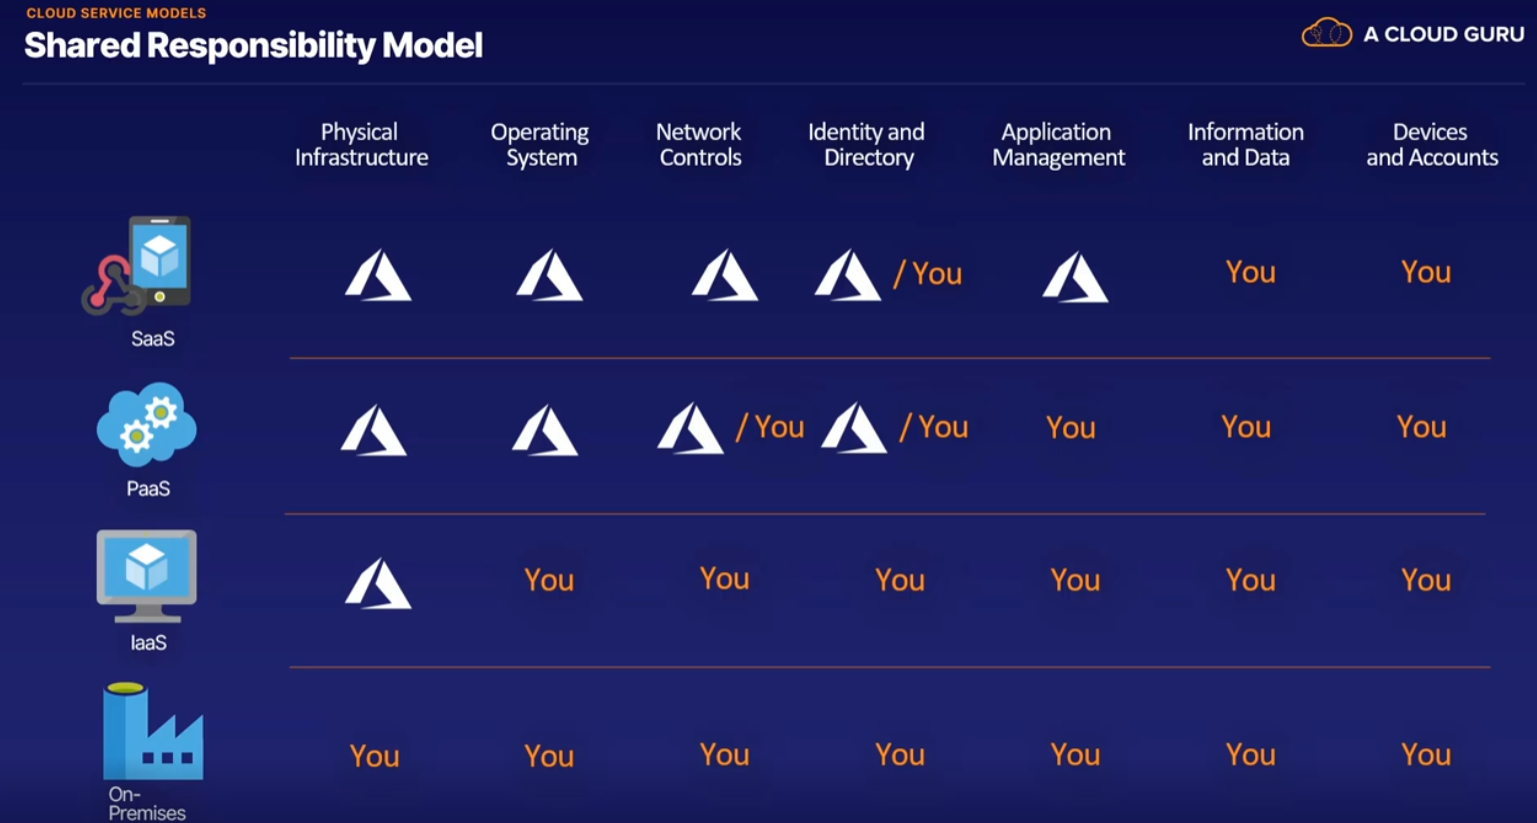 CLOUD SERVICE MODELS
Shared Responsibility Model
A CLOUD GURU
Physical Infrastructure
Operating System
Network Controls
Identity and Directory
Application Management
Information and Data
Devices and Accounts
SaaS
/ You
You
You
PaaS
/ You
/ You
You
You
You
IaaS
You
You
You
You
You
You
On-
Premises
You
You
You
You
You
You
You